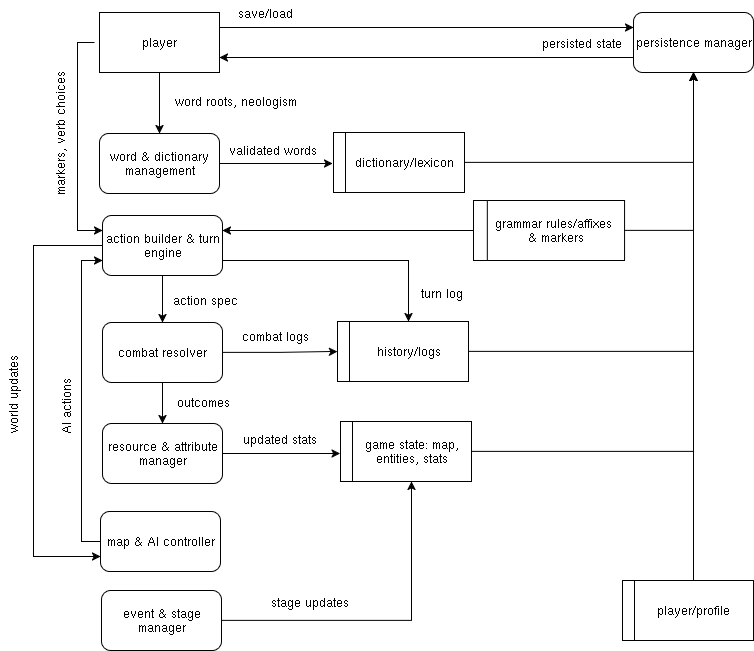 save/load
player
persistence manager
persisted state
markers, verb choices
word roots, neologism
word & dictionary
management
validated words
dictionary/lexicon
grammar rules/affixes
& markers
action builder & turn
engine
action spec
turn log
combat resolver
combat logs
history/logs
world updates
AI actions
outcomes
resource & attribute
manager
updated stats
game state: map,
entities, stats
map & AI controller
event & stage
manager
stage updates
player/profile